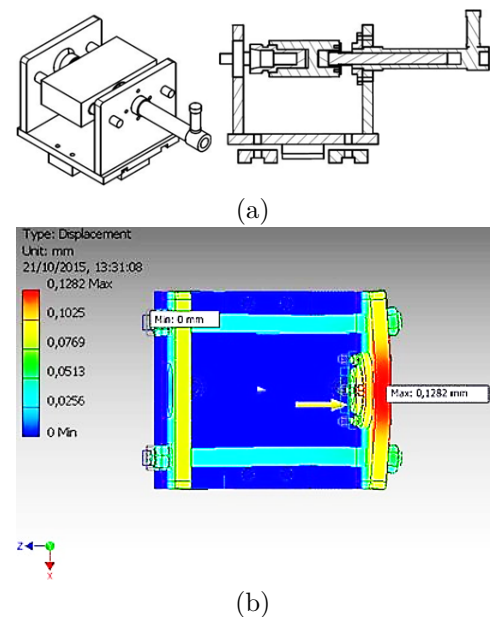 (a)
Type: Displacement
Unit: mm
21/10/2015, 13:31:08
0,1282 Max
0,1025
0,0769
0,0513
0,0256
0 Min
Min: 0 mm
Max: 0,1282 mm
Z
X
(b)